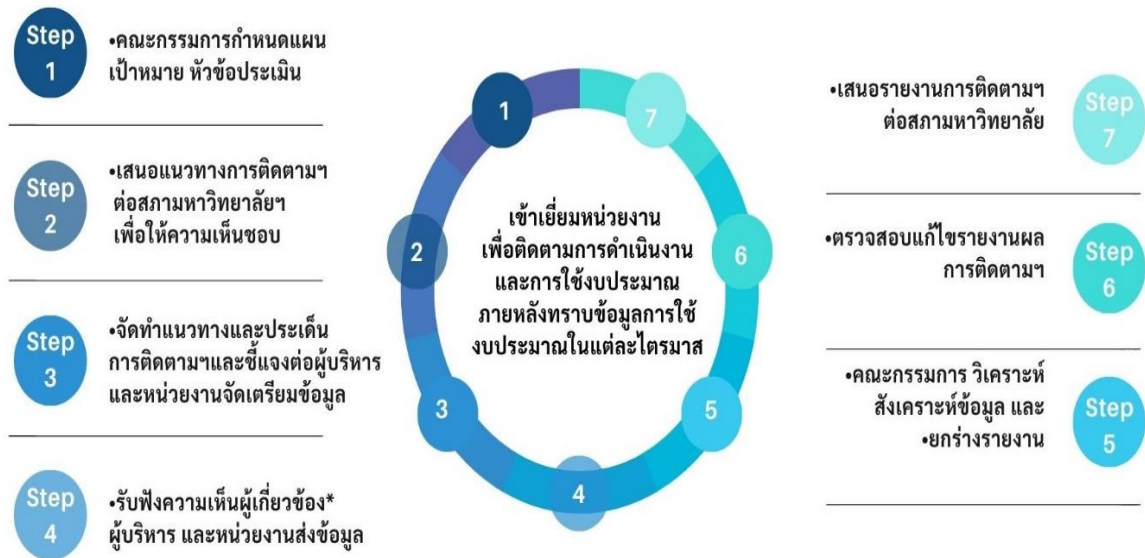 Step
1
•คณะกรรมการกำหนดแผน
เป้าหมาย หัวข้อประเมิน
Step
2
•เสนอแนวทางการติดตามฯ
ต่อสภามหาวิทยาลัยฯ
เพื่อให้ความเห็นชอบ
Step
3
•จัดทำแนวทางและประเด็น
การติดตามฯและชี้แจงต่อผู้บริหาร
และหน่วยงานจัดเตรียมข้อมูล
Step
4
•รับฟังความเห็นผู้เกี่ยวข้อง*
ผู้บริหาร และหน่วยงานส่งข้อมูล
1
2
3
4
5
6
7
เข้าเยี่ยมหน่วยงาน
เพื่อติดตามการดำเนินงาน
และการใช้งบประมาณ
ภายหลังทราบข้อมูลการใช้
งบประมาณในแต่ละไตรมาส
•เสนอรายงานการติดตามฯ
ต่อสภามหาวิทยาลัย
Step
7
•ตรวจสอบแก้ไขรายงานผล
การติดตามฯ
Step
6
•คณะกรรมการ วิเคราะห์
สังเคราะห์ข้อมูล และ
•ยกร่างรายงาน
Step
5